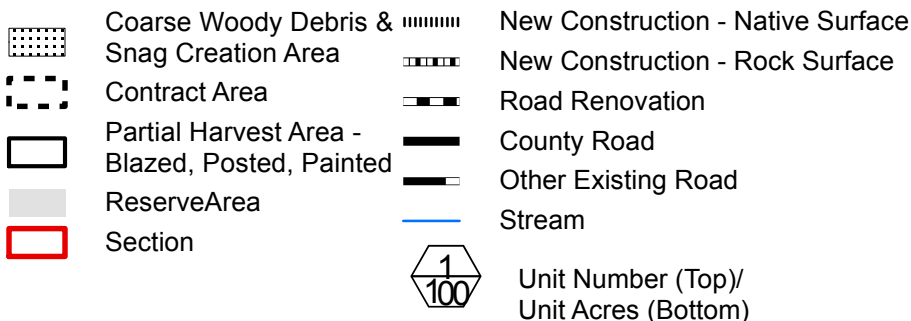 Coarse Woody Debris &
Snag Creation Area
Contract Area
Partial Harvest Area -
Blazed, Posted, Painted
ReserveArea
Section
New Construction - Native Surface
New Construction - Rock Surface
Road Renovation
County Road
Other Existing Road
Stream
1
100
Unit Number (Top)/
Unit Acres (Bottom)